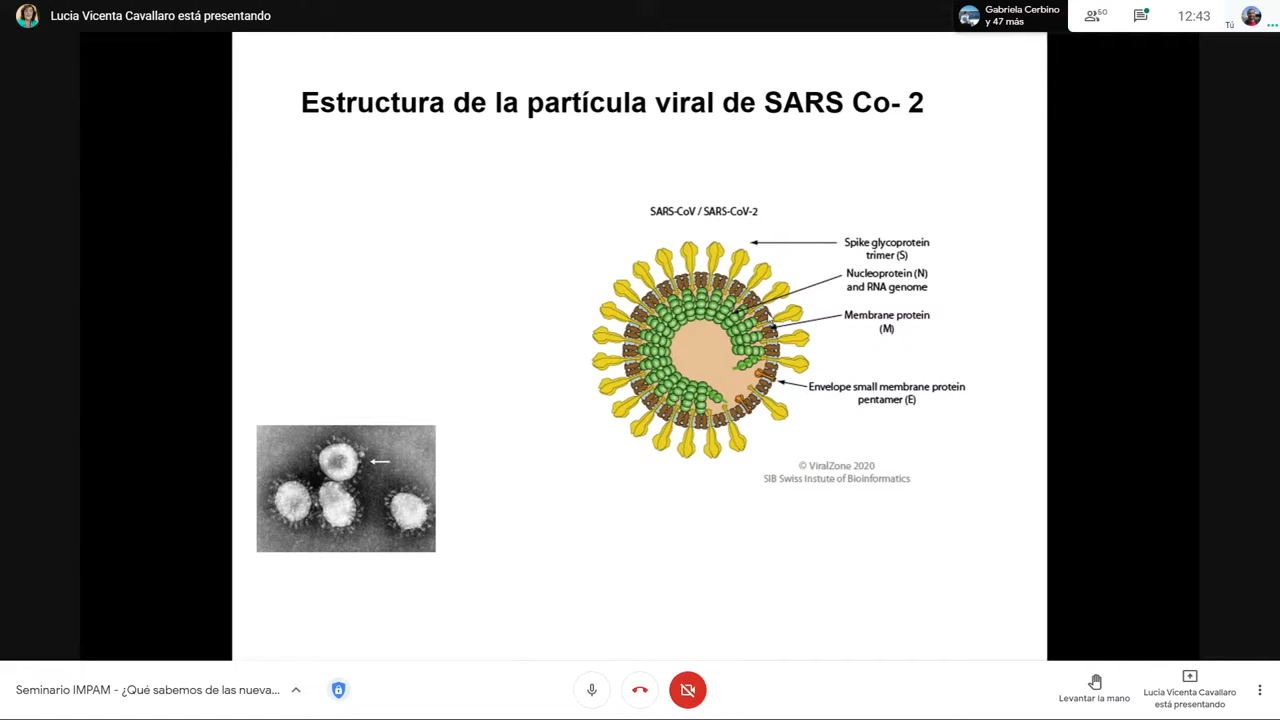 Lucia Vicenta Cavallaro está presentando
Gabriela Cerbino
y 47 más
50
12:43
Tú
Estructura de la partícula viral de SARS Co- 2
SARS-CoV / SARS-CoV-2
Spike glycoprotein
trimer (S)
Nucleoprotein (N)
and RNA genome
Membrane protein
(M)
Envelope small membrane protein
pentamer (E)
© ViralZone 2020
SIB Swiss Instute of Bioinformatics
Seminario IMPAM - ¿Qué sabemos de las nueva...
Levantar la mano
Lucia Vicenta Cavallaro
está presentando